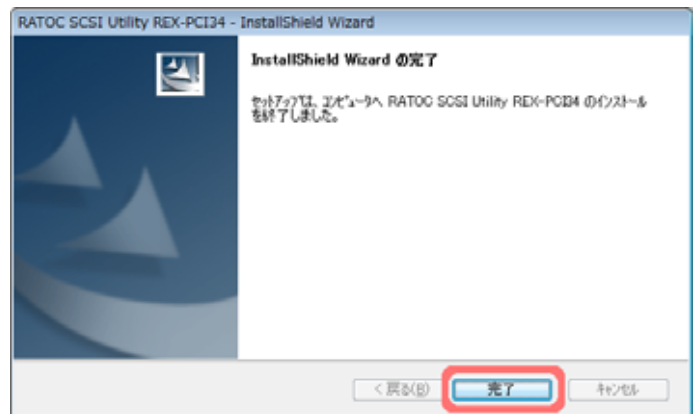 RATOC SCSI Utility REX-PCI34 - InstallShield Wizard
InstallShield Wizard の完了
セットアップは、コンピュータへ RATOC SCSI Utility REX-PCI34 のインストール
を終了しました。
< 戻る(B)
完了
キャンセル